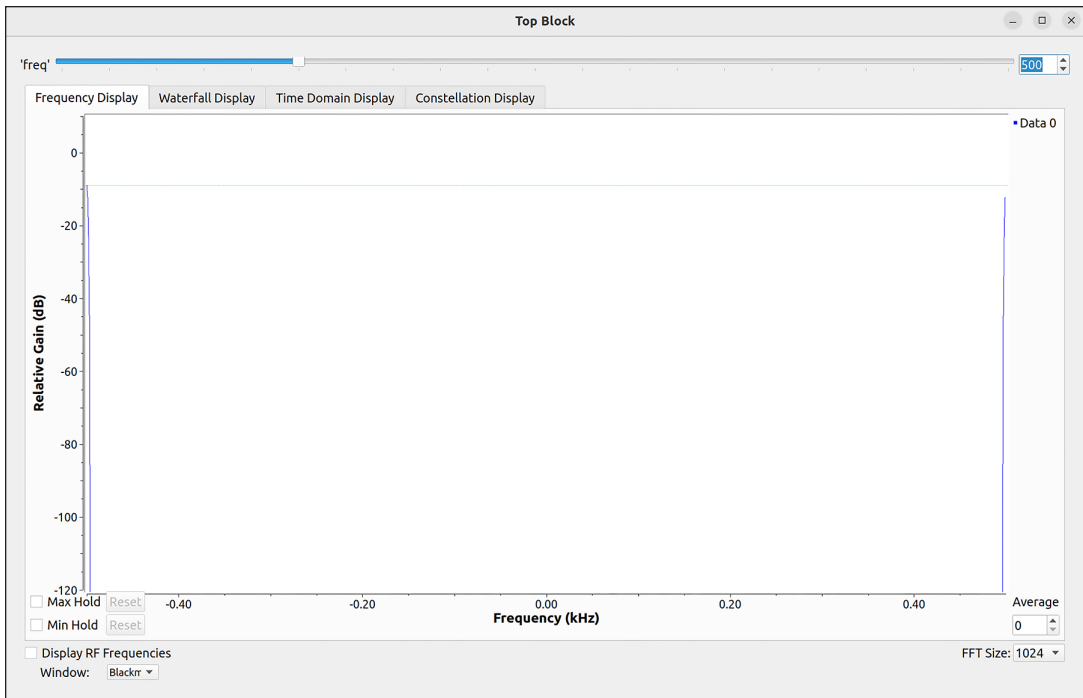 Top Block
'freq'
500
Frequency Display
Waterfall Display
Time Domain Display
Constellation Display
Data 0
0
-20
-40
-60
-80
-100
-120
Relative Gain (dB)
-0.40
-0.20
0.00
0.20
0.40
Frequency (kHz)
Max Hold
Reset
Min Hold
Reset
Average
0
Display RF Frequencies
FFT Size:
1024
Window:
Blackm